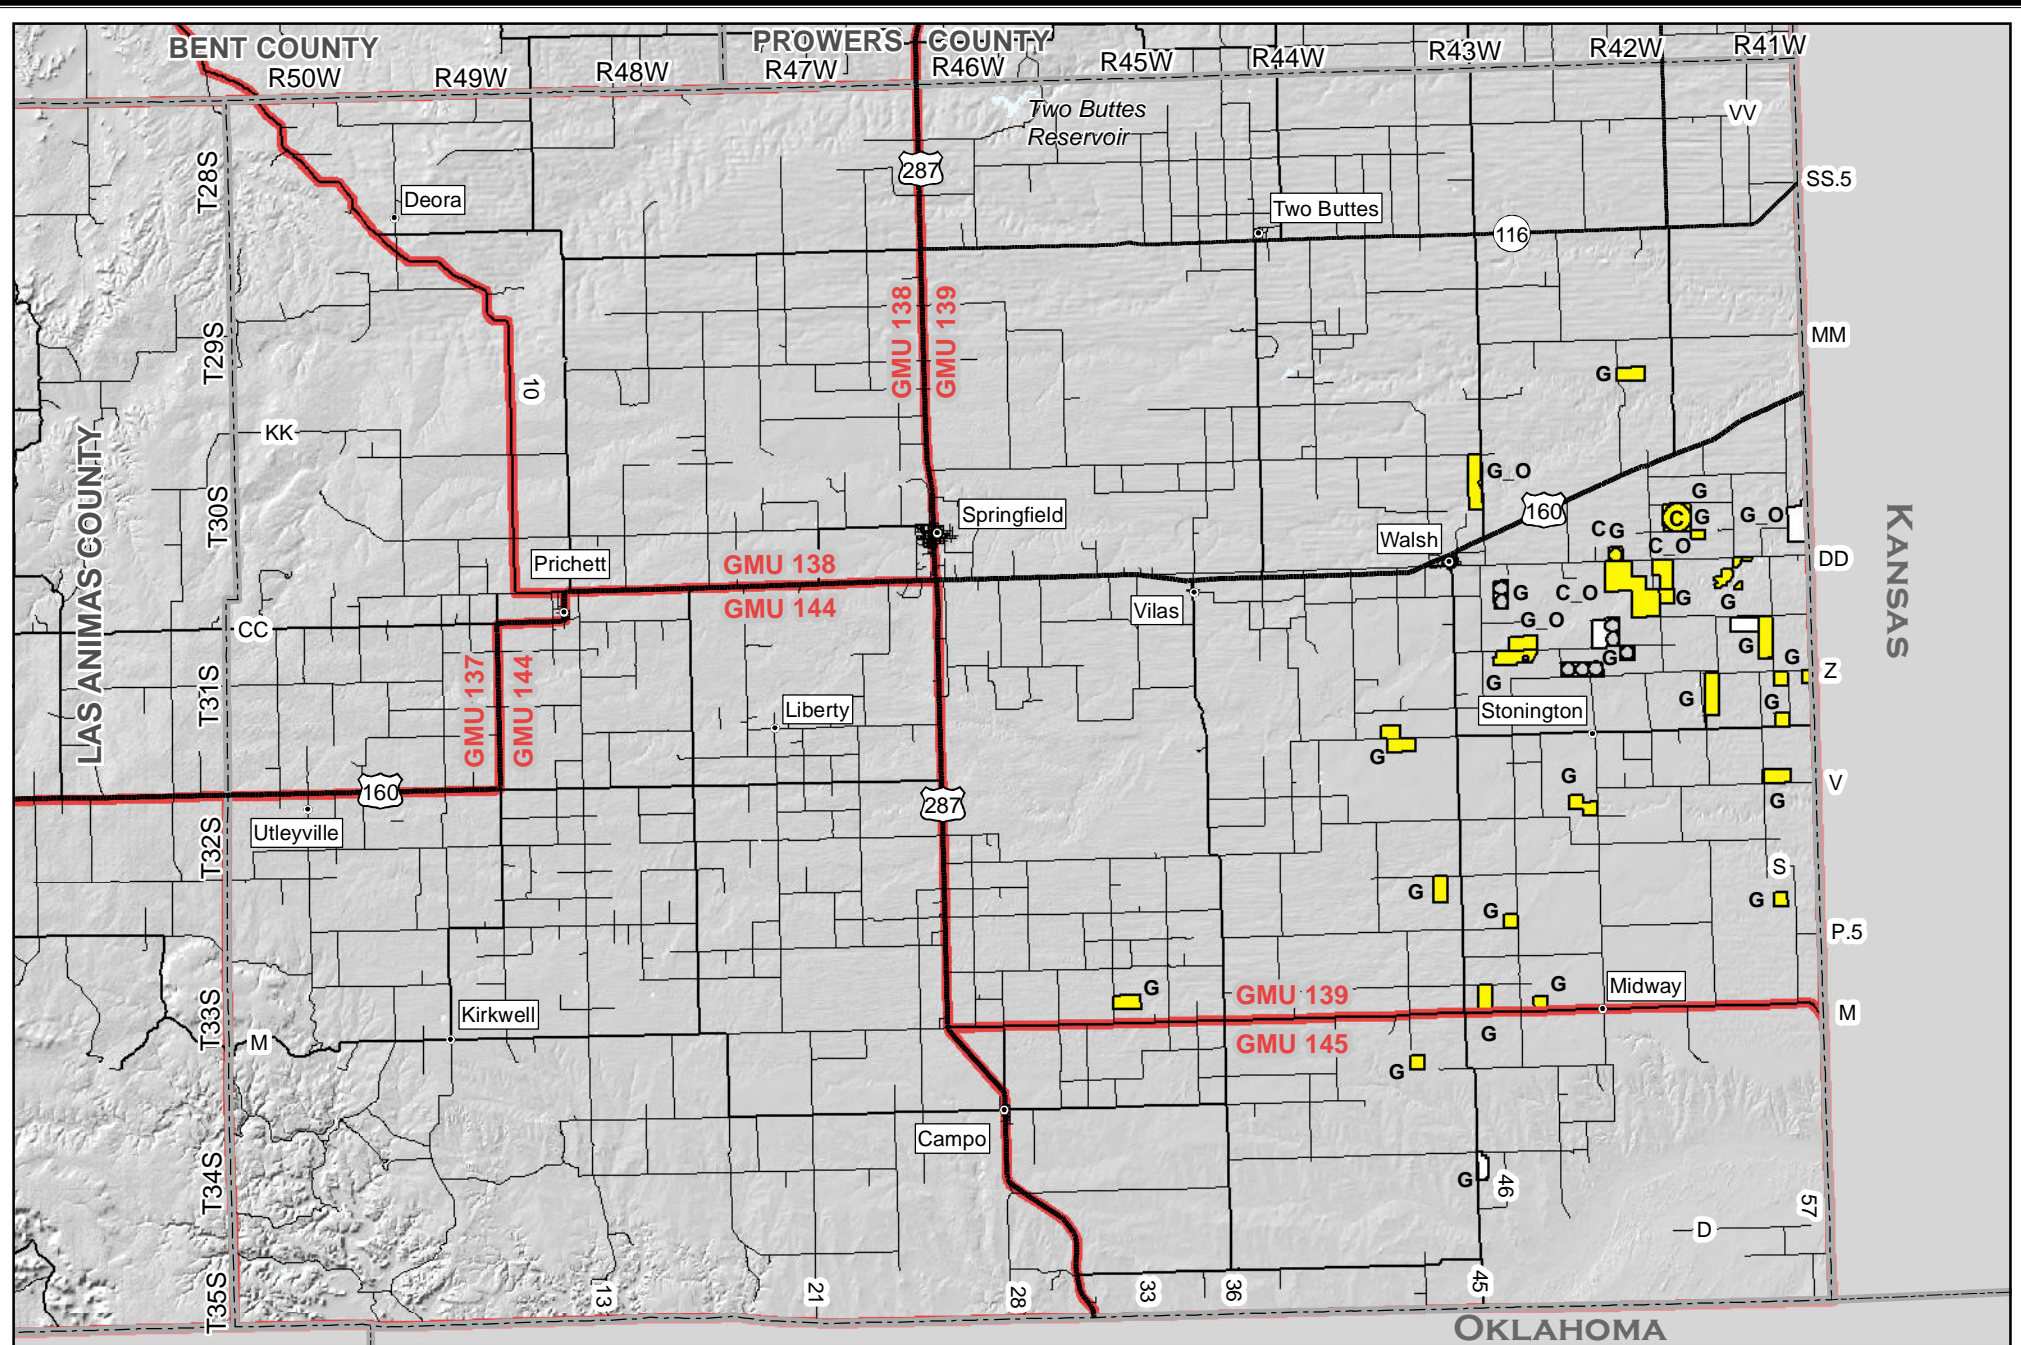 BENT COUNTY
PROWERS COUNTY
R50W
R49W
R48W
R47W
R46W
R45W
R44W
R43W
R42W
R41W
Two Buttes
Reservoir
VV
T28S
287
SS.5
Deora
Two Buttes
116
GMU 138
GMU 139
T29S
MM
10
G
LAS ANIMAS COUNTY
KK
G_O
T30S
160
G
C
G
G_O
KANSAS
Springfield
C
G
C_O
Walsh
DD
Prichett
GMU 138
GMU 144
Vilas
G
C_O
G
G
CC
G_O
G
G
G
Z
GMU 137
GMU 144
T31S
G
G
G
Liberty
Stonington
G
160
287
G
V
G
Utleyville
T32S
S
G
G
G
P.5
G
GMU 139
G
Midway
T33S
Kirkwell
M
M
G
GMU 145
G
Campo
T34S
G
46
57
D
T35S
13
21
28
33
36
45
OKLAHOMA